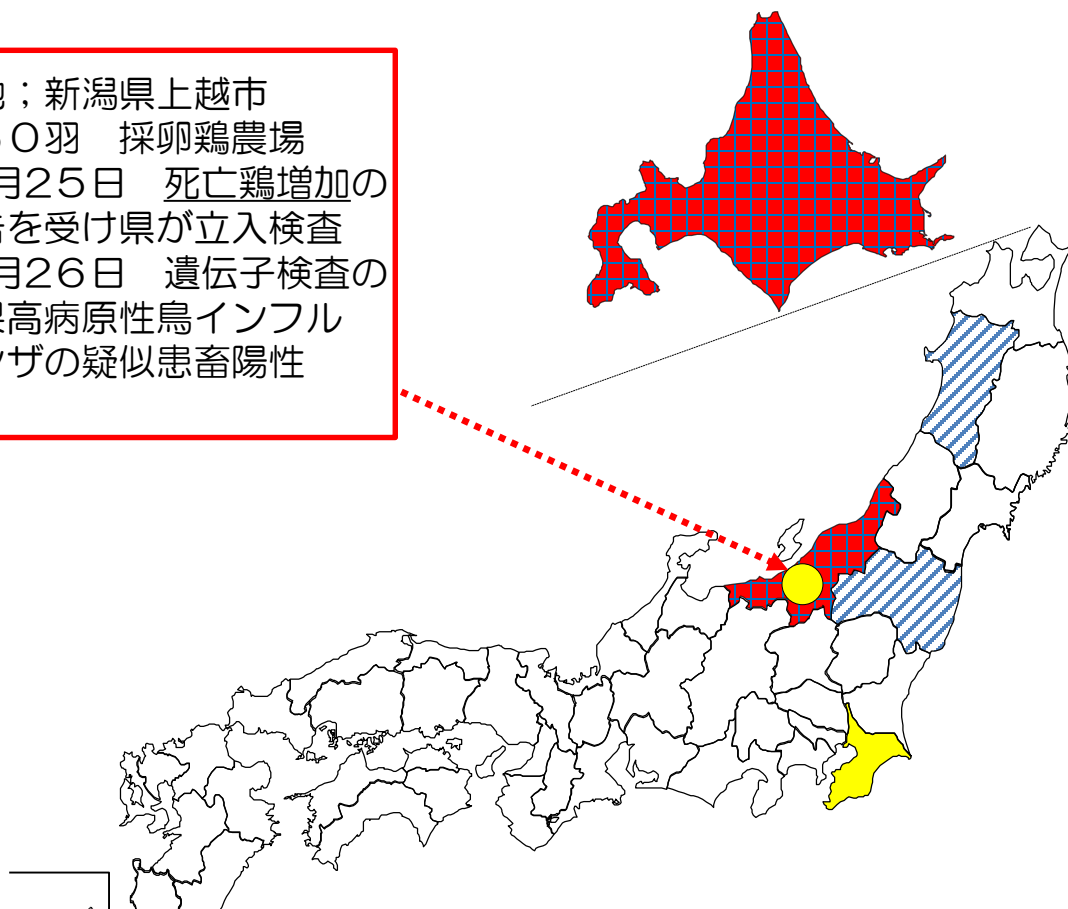 ；新潟県上越市
０羽　採卵鶏農場
月２５日　死亡鶏増加の
を受け県が立入検査
月２６日　遺伝子検査の
高病原性鳥インフル
ザの疑似患畜陽性